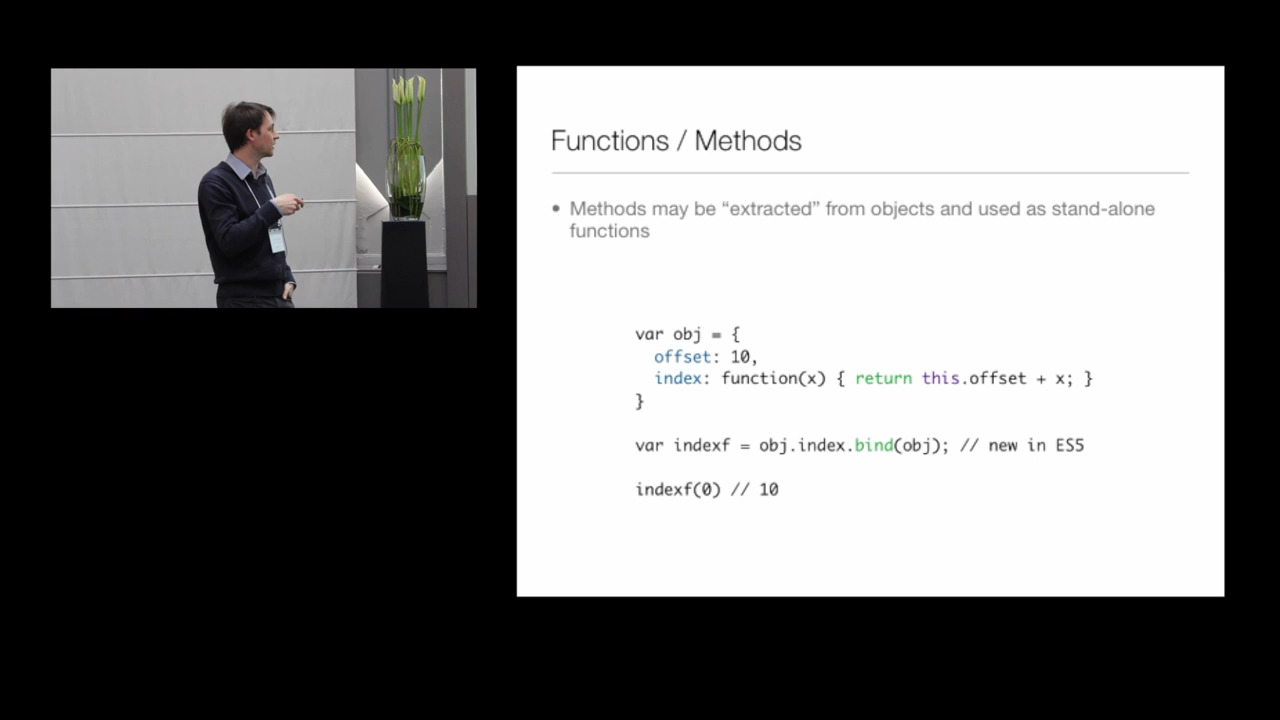 Functions / Methods
• Methods may be “extracted” from objects and used as stand-alone
functions
var obj = {
  offset: 10,
  index: function(x) { return this.offset + x; }
}
var indexf = obj.index.bind(obj); // new in ES5
indexf(0) // 10